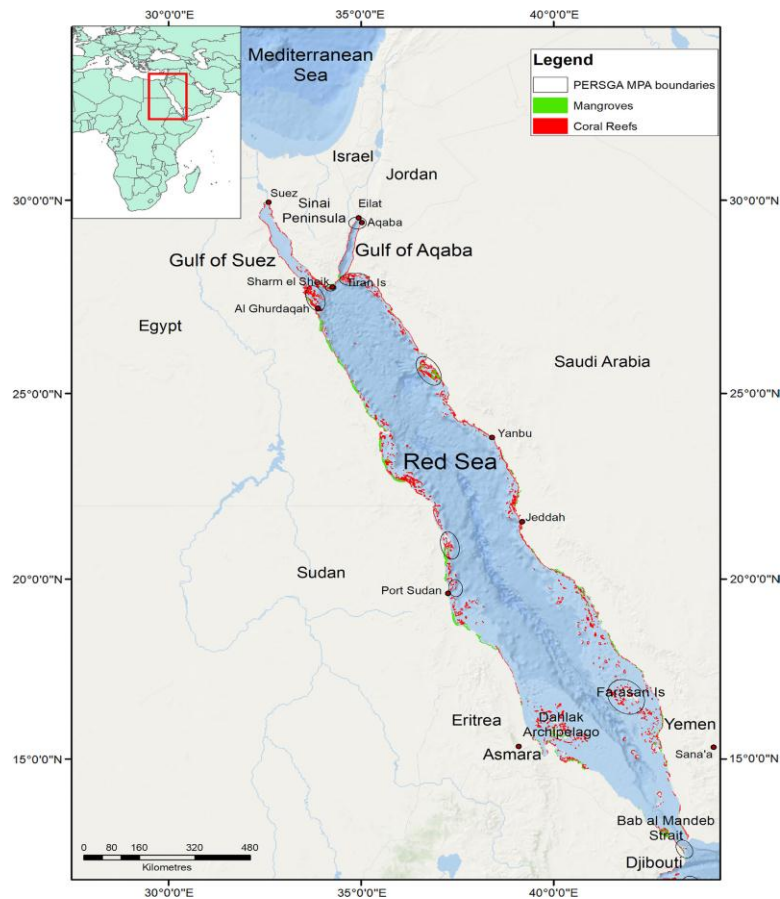 30°0'0"E
35°0'0"E
40°0'0"E
Mediterranean
Sea
Legend
PERSGA MPA boundaries
Mangroves
Coral Reefs
Israel
Jordan
30°0'0"N
30°0'0"N
Suez
Sinai
Peninsula
Eilat
Aqaba
Gulf of Suez
Gulf of Aqaba
Sharm el Sheik
Tiran Is
Al Ghurdaqah
Egypt
Saudi Arabia
25°0'0"N
25°0'0"N
Yanbu
Red Sea
Jeddah
Sudan
20°0'0"N
20°0'0"N
Port Sudan
Farasan Is
Eritrea
Dahlak
Archipelago
Yemen
15°0'0"N
15°0'0"N
Asmara
Sana'a
Bab al Mandeb
Strait
Djibouti
0 80 160 320 480
Kilometres
30°0'0"E
35°0'0"E
40°0'0"E